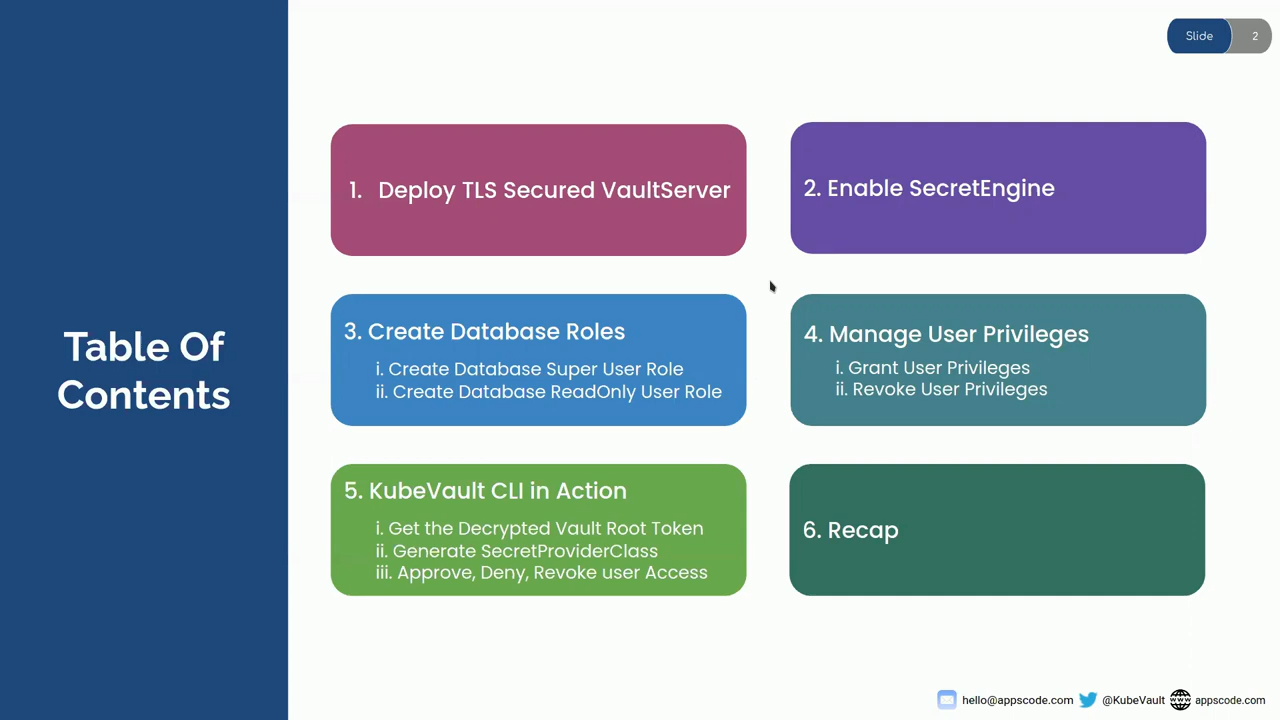 Slide 2
Table Of
Contents
1. Deploy TLS Secured VaultServer
2. Enable SecretEngine
3. Create Database Roles
i. Create Database Super User Role
ii. Create Database ReadOnly User Role
4. Manage User Privileges
i. Grant User Privileges
ii. Revoke User Privileges
5. KubeVault CLI in Action
i. Get the Decrypted Vault Root Token
ii. Generate SecretProviderClass
iii. Approve, Deny, Revoke user Access
6. Recap
hello@appscode.com @KubeVault appscode.com